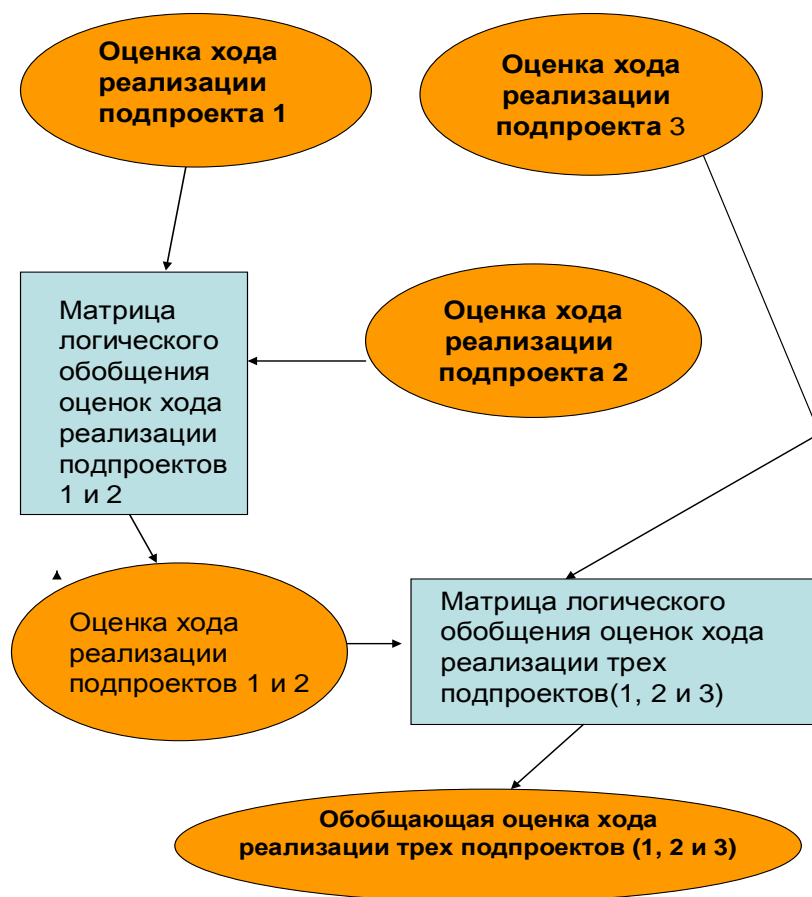 Оценка хода
реализации
подпроекта 1
Оценка хода
реализации
подпроекта 3
Матрица
логического
обобщения
оценок хода
реализации
подпроектов
1 и 2
Оценка хода
реализации
подпроекта 2
Оценка хода
реализации
подпроектов 1 и 2
Матрица логического
обобщения оценок хода
реализации трех
подпроектов(1, 2 и 3)
Обобщающая оценка хода
реализации трех подпроектов (1, 2 и 3)